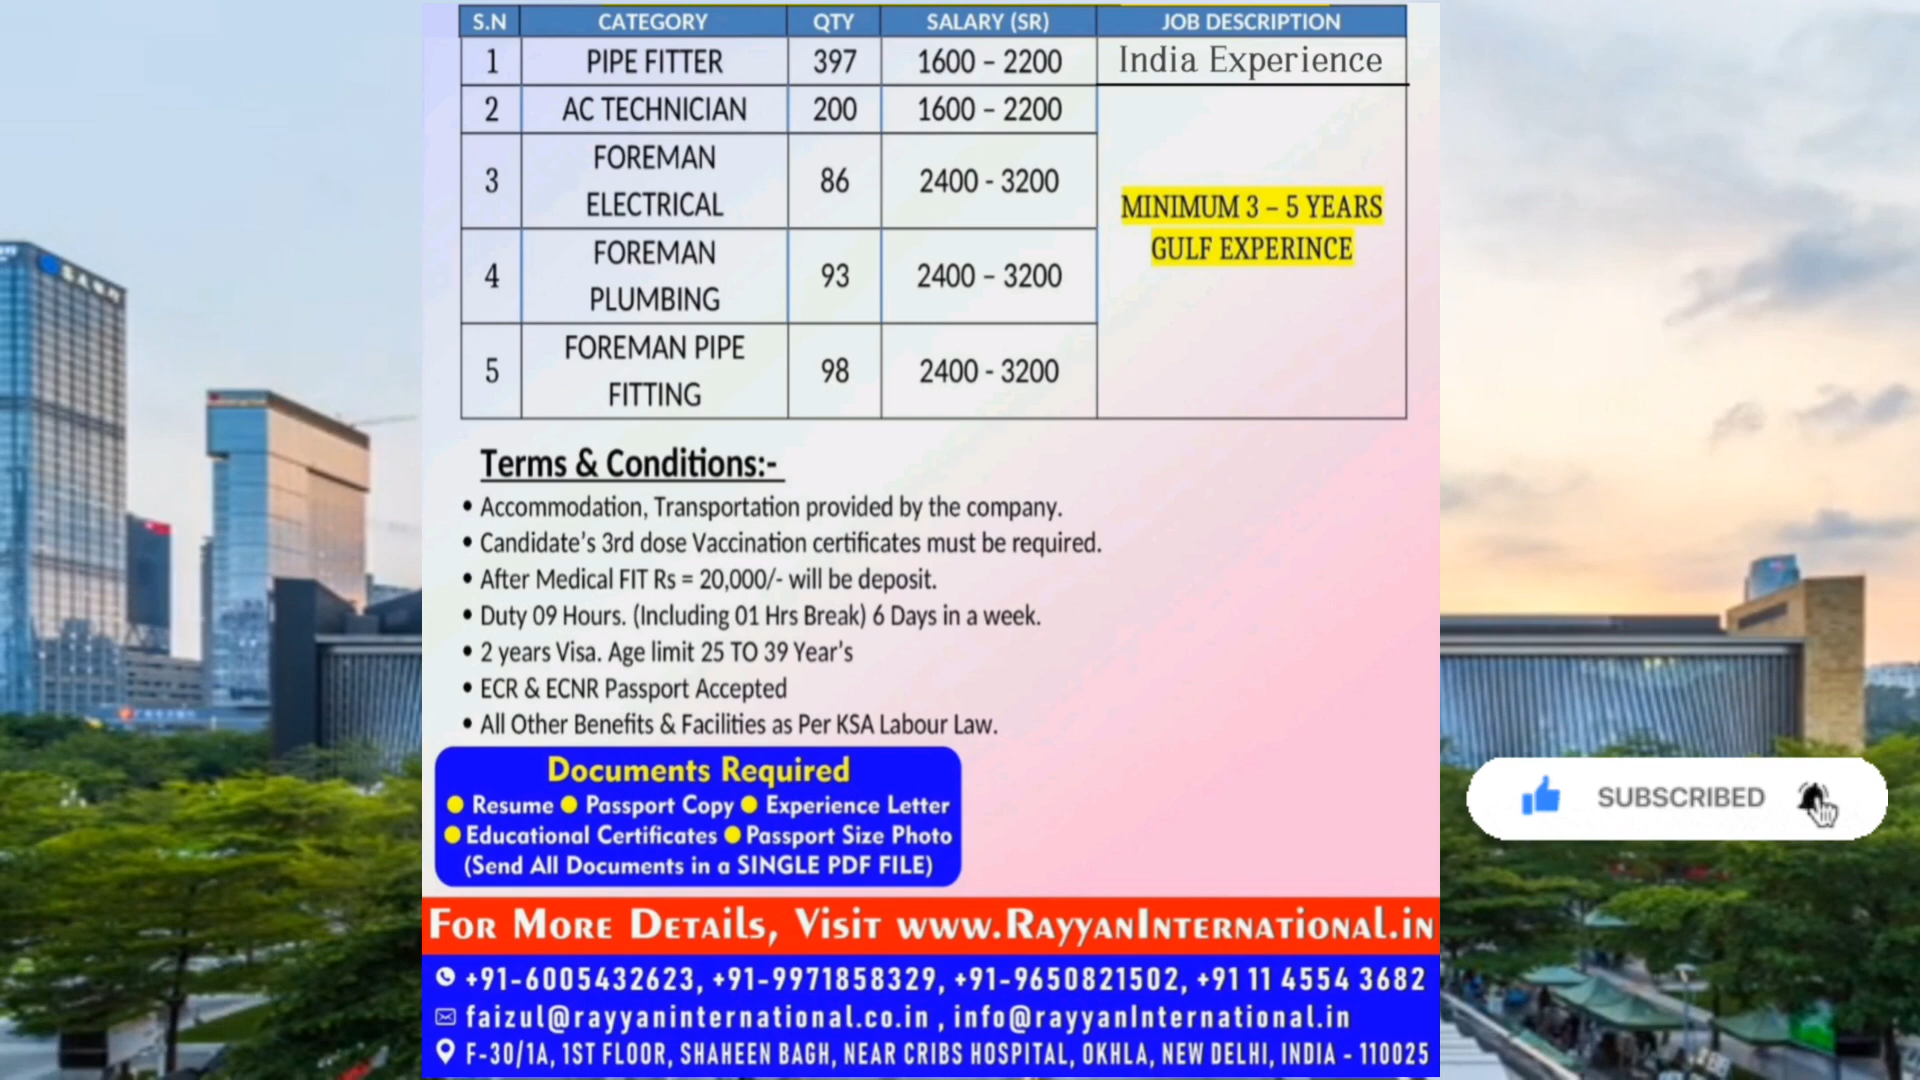 S.N CATEGORY QTY SALARY (SR) JOB DESCRIPTION
1 PIPE FITTER 397 1600 – 2200 India Experience
2 AC TECHNICIAN 200 1600 – 2200
3 FOREMAN ELECTRICAL 86 2400 - 3200
MINIMUM 3 – 5 YEARS
GULF EXPERINCE
4 FOREMAN PLUMBING 93 2400 – 3200
5 FOREMAN PIPE FITTING 98 2400 - 3200
Terms & Conditions:-
• Accommodation, Transportation provided by the company.
• Candidate's 3rd dose Vaccination certificates must be required.
• After Medical FIT Rs = 20,000/- will be deposit.
• Duty 09 Hours. (Including 01 Hrs Break) 6 Days in a week.
• 2 years Visa. Age limit 25 TO 39 Year's
• ECR & ECNR Passport Accepted
• All Other Benefits & Facilities as Per KSA Labour Law.
Documents Required
● Resume ● Passport Copy ● Experience Letter
● Educational Certificates ● Passport Size Photo
(Send All Documents in a SINGLE PDF FILE)
SUBSCRIBED
For More Details, Visit www.RayyanInternational.in
+91-6005432623, +91-9971858329, +91-9650821502, +91 11 4554 3682
faizul@rayyaninternational.co.in , info@rayyanInternational.in
F-30/1A, 1ST FLOOR, SHAHEEN BAGH, NEAR CRIBS HOSPITAL, OKHLA, NEW DELHI, INDIA - 110025